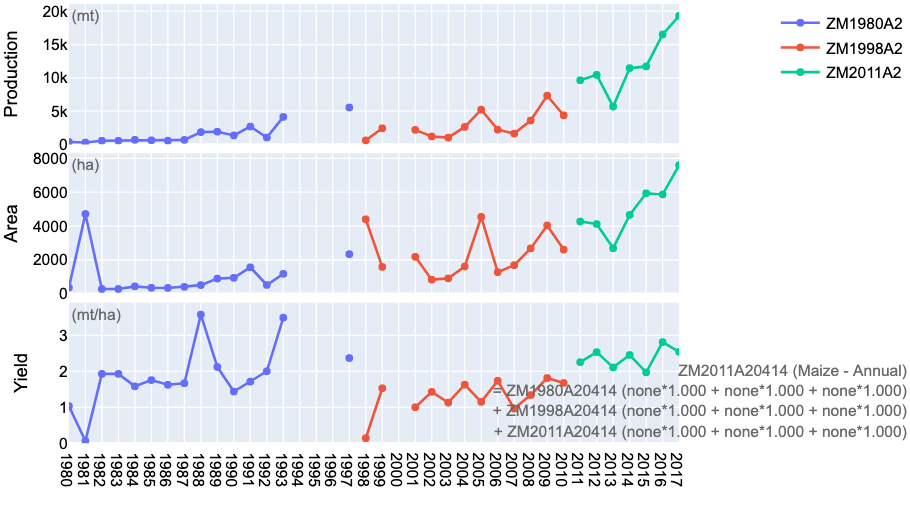 20k
(mt)
15k
10k
5k
0
Production
ZM1980A2
ZM1998A2
ZM2011A2
8000
(ha)
6000
4000
2000
0
Area
(mt/ha)
3
2
1
0
Yield
ZM2011A20414 (Maize - Annual)
= ZM1980A20414 (none*1.000 + none*1.000 + none*1.000)
+ ZM1998A20414 (none*1.000 + none*1.000 + none*1.000)
+ ZM2011A20414 (none*1.000 + none*1.000 + none*1.000)
1980
1981
1982
1983
1984
1985
1986
1987
1988
1989
1990
1991
1992
1993
1994
1995
1996
1997
1998
1999
2000
2001
2002
2003
2004
2005
2006
2007
2008
2009
2010
2011
2012
2013
2014
2015
2016
2017